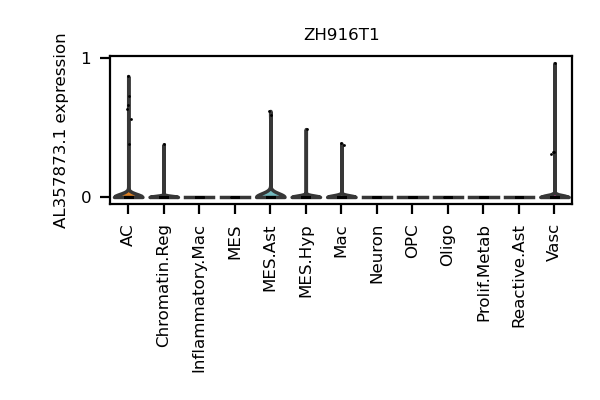 ZH916T1
AL357873.1 expression
1
0
AC
Chromatin.Reg
Inflammatory.Mac
MES
MES.Ast
MES.Hyp
Mac
Neuron
OPC
Oligo
Prolif.Metab
Reactive.Ast
Vasc